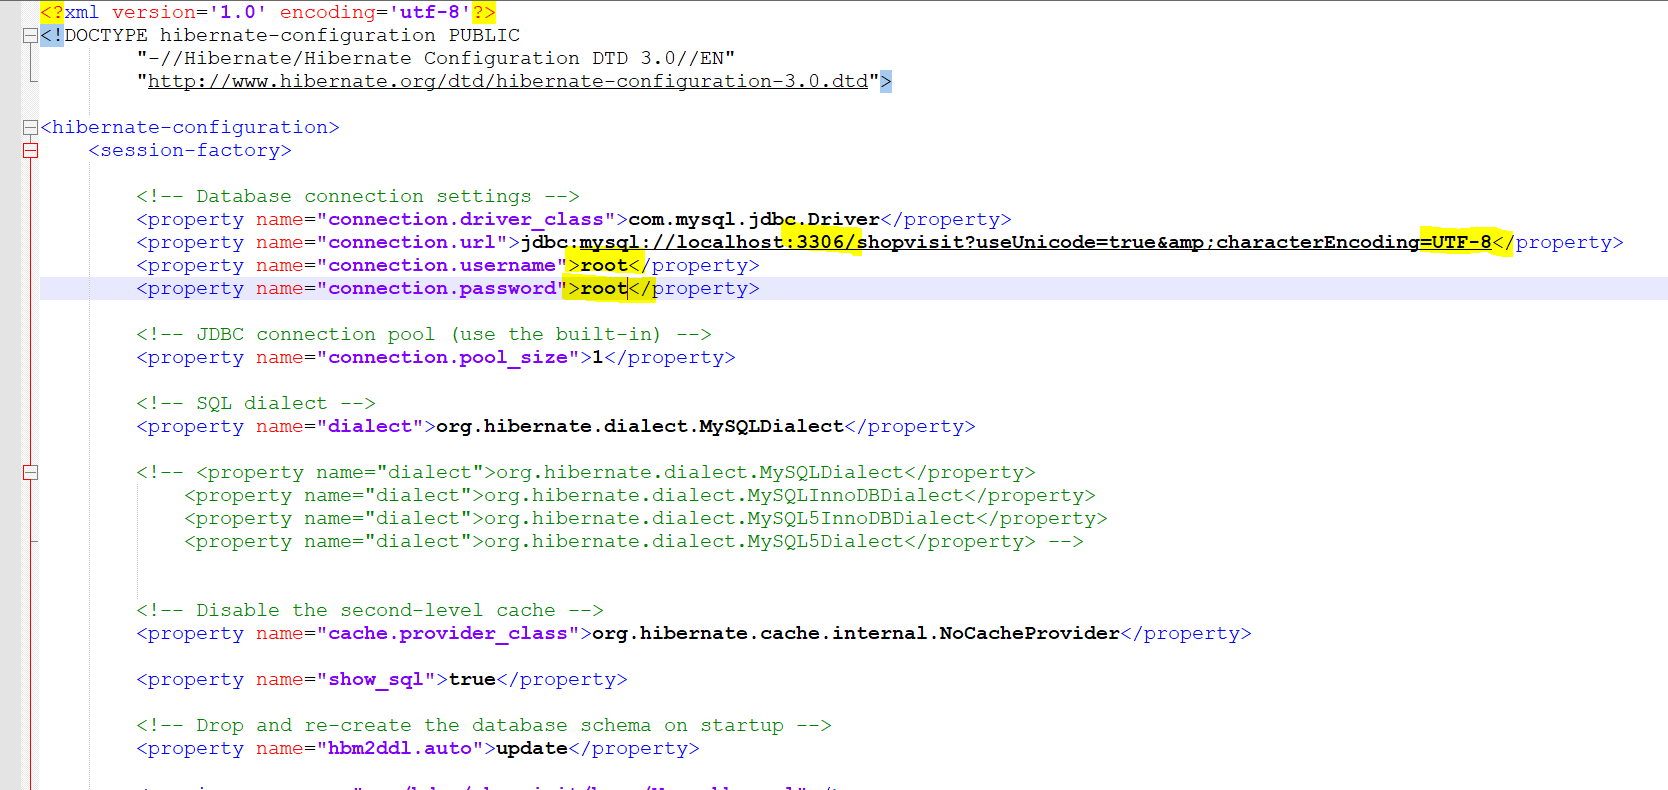 <?xml version='1.0' encoding='utf-8'?>
<!DOCTYPE hibernate-configuration PUBLIC
"-//Hibernate/Hibernate Configuration DTD 3.0//EN"
"http://www.hibernate.org/dtd/hibernate-configuration-3.0.dtd">
<hibernate-configuration>
<session-factory>
<!-- Database connection settings -->
<property name="connection.driver_class">com.mysql.jdbc.Driver</property>
<property name="connection.url">jdbc:mysql://localhost:3306/shopvisit?useUnicode=true&amp;characterEncoding=UTF-8</property>
<property name="connection.username">root</property>
<property name="connection.password">root</property>
<!-- JDBC connection pool (use the built-in) -->
<property name="connection.pool_size">1</property>
<!-- SQL dialect -->
<property name="dialect">org.hibernate.dialect.MySQLDialect</property>
<!-- <property name="dialect">org.hibernate.dialect.MySQLDialect</property>
<property name="dialect">org.hibernate.dialect.MySQLInnoDBDialect</property>
<property name="dialect">org.hibernate.dialect.MySQL5InnoDBDialect</property>
<property name="dialect">org.hibernate.dialect.MySQL5Dialect</property> -->
<!-- Disable the second-level cache -->
<property name="cache.provider_class">org.hibernate.cache.internal.NoCacheProvider</property>
<property name="show_sql">true</property>
<!-- Drop and re-create the database schema on startup -->
<property name="hbm2ddl.auto">update</property>